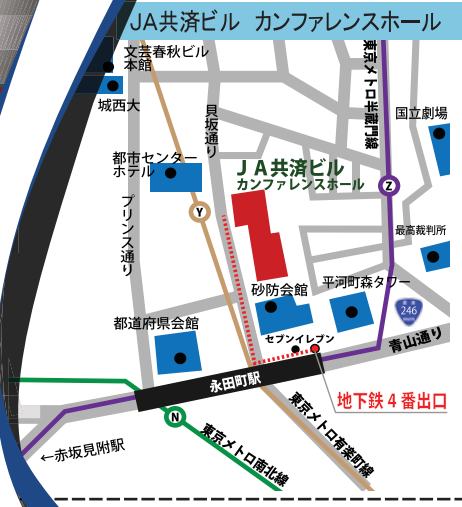 JA共済ビル カンファレンスホール
文芸春秋ビル
本館
城西大
東京メトロ半蔵門線
国立劇場
貝坂通り
都市センター
ホテル
JA共済ビル
カンファレンスホール
Z
Y
プリンス通り
最高裁判所
砂防会館
平河町森タワー
国道
246
都道府県会館
セブンイレブン
青山通り
永田町駅
地下鉄4番出口
N
←赤坂見附駅
東京メトロ南北線
東京メトロ有楽町線